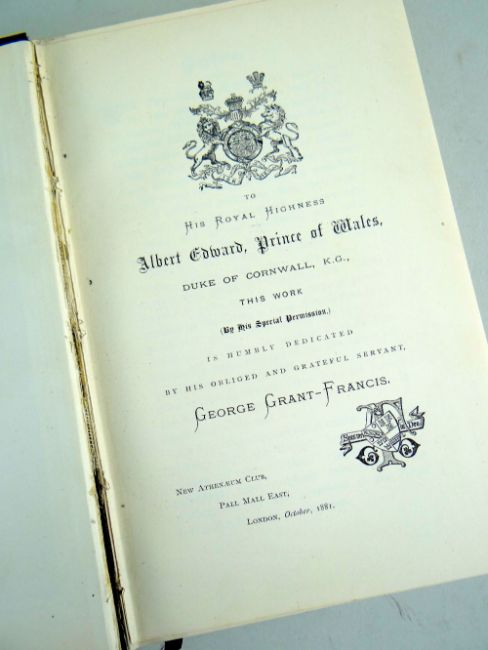 TO
HIS ROYAL HIGHNESS
Albert Edward, Prince of Wales,
DUKE OF CORNWALL, K.G.,
THIS WORK
(By His Special Permission,)
IS HUMBLY DEDICATED
BY HIS OBLIGED AND GRATEFUL SERVANT,
GEORGE GRANT-FRANCIS.
NEW ATHENÆUM CLUB,
PALL MALL EAST,
LONDON, October, 1881.